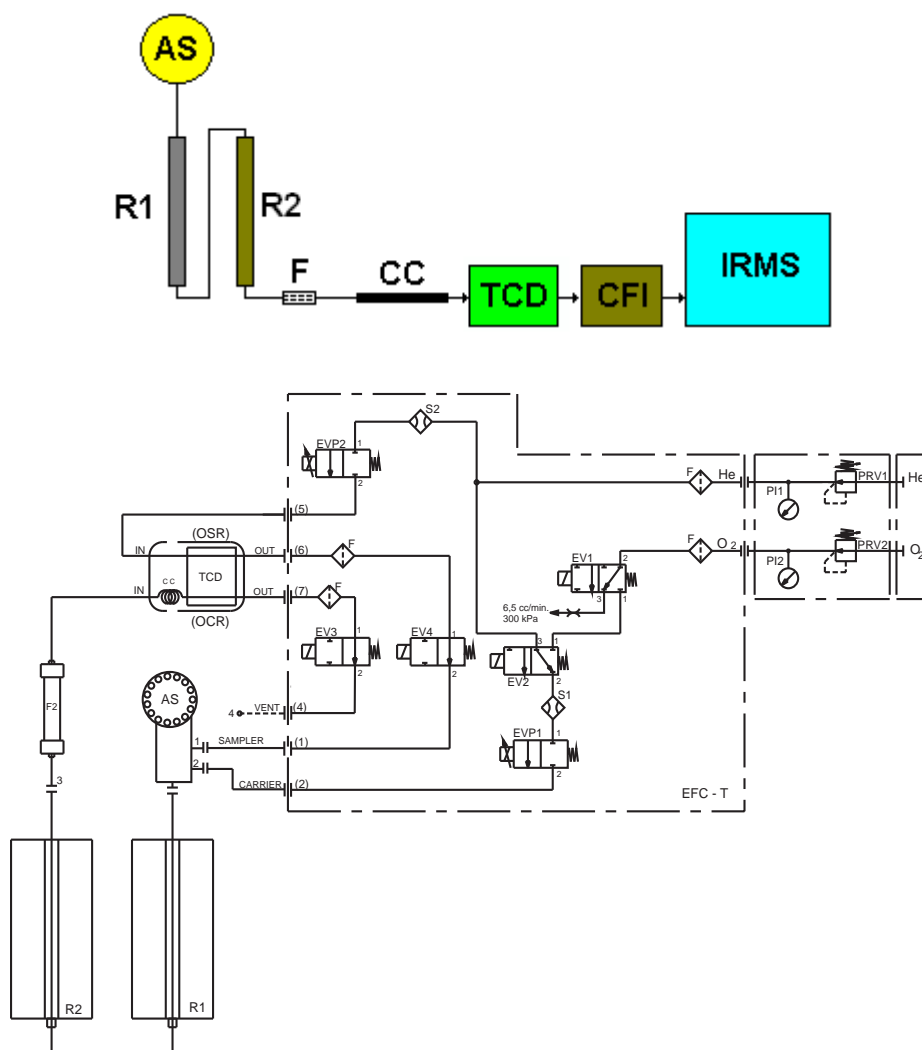 AS
R1
R2
F
CC
TCD
CFI
IRMS
S2
EVP2
1
2
F
He
PRV1
He
PI1
(5)
(OSR)
IN
OUT
(6)
F
TCD
F
O 2
PRV2
O2
PI2
EV1
2
3
1
6,5 cc/min.
300 kPa
CC
IN
OUT
(7)
F
(OCR)
EV3
1
2
EV4
1
2
3
1
EV2
2
S1
F2
AS
4
VENT
(4)
1
SAMPLER
(1)
EVP1
1
2
2
CARRIER
(2)
EFC - T
3
R2
R1